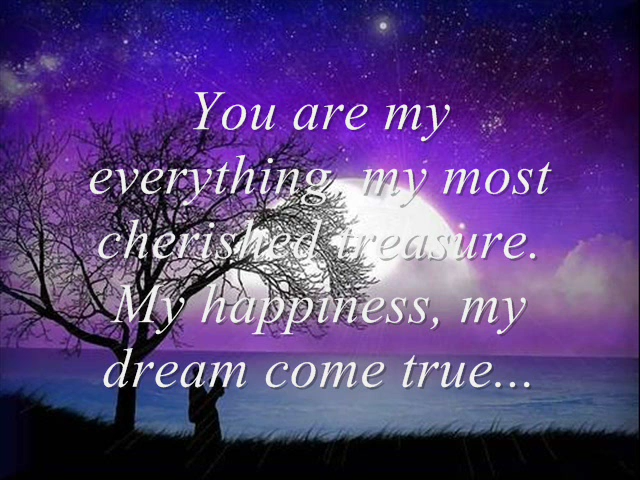 You are my
everything, my most
cherished treasure.
My happiness, my
dream come true...